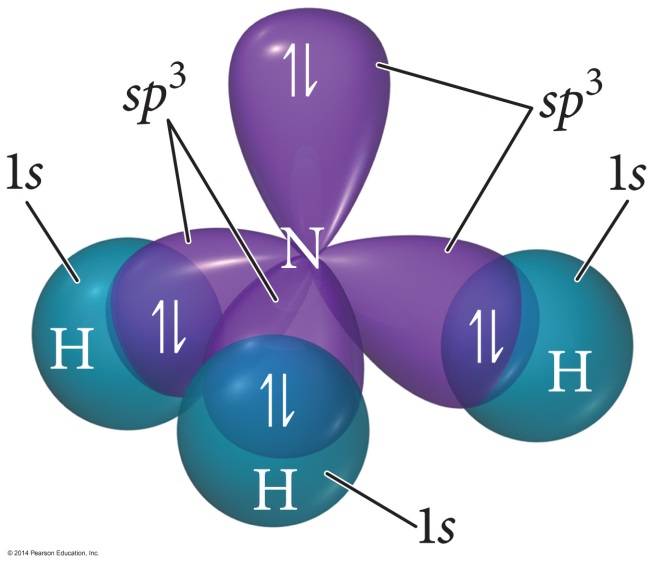 ⥮
sp³
sp³
1s
1s
N
H
⥮
⥮
H
⥮
H
1s
© 2014 Pearson Education, Inc.